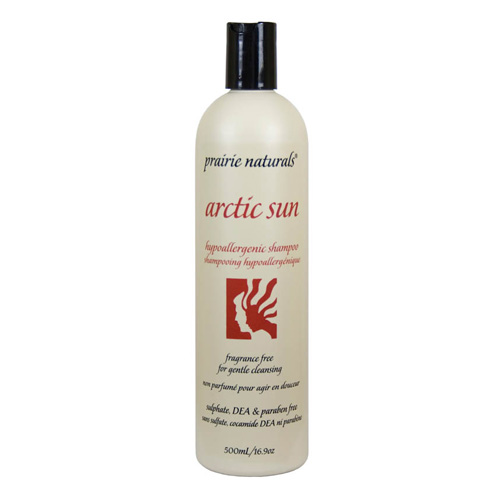 prairie naturals®
arctic sun
hypoallergenic shampoo
shampooing hypoallergénique
fragrance free
for gentle cleansing
non parfumé pour agir en douceur
sulphate, DEA & paraben free
sans sulfate, cocamide DEA ni parabène
500mL/16.9oz